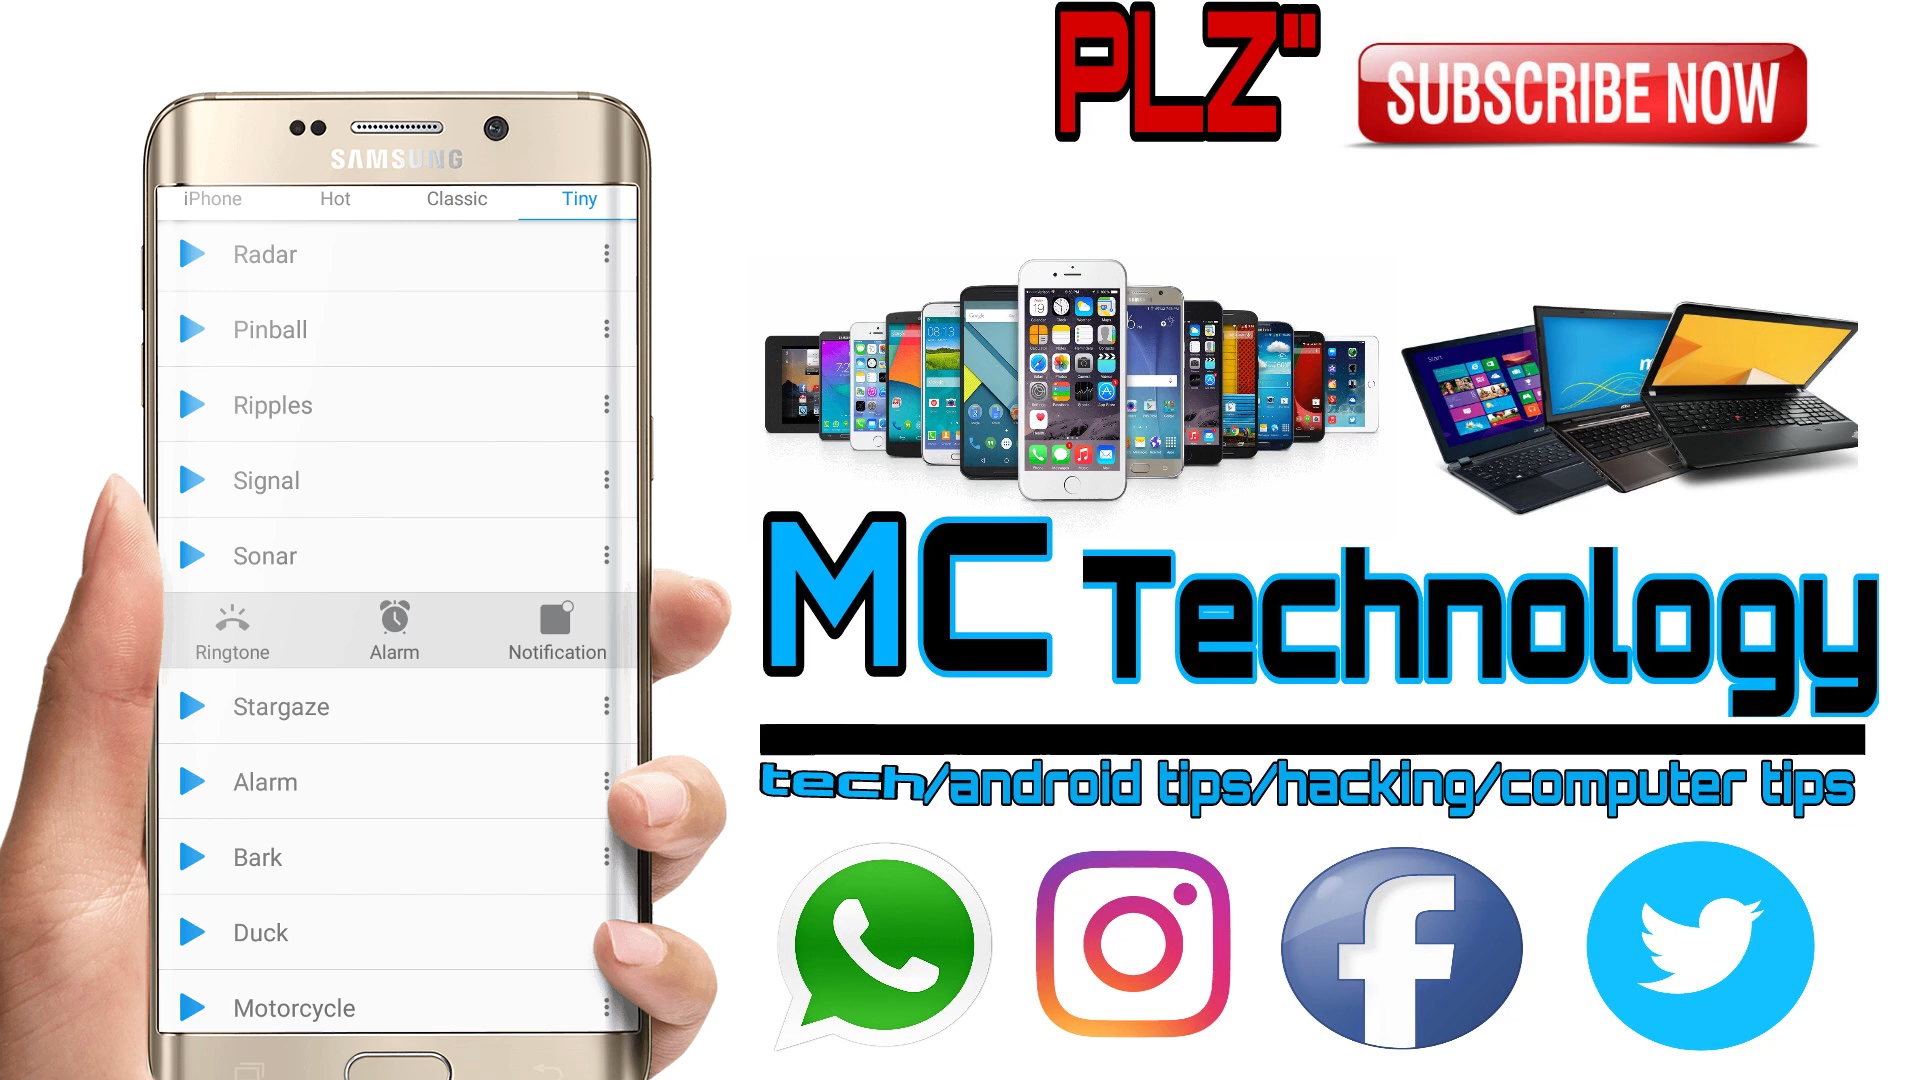 PLZ"
SUBSCRIBE NOW
SAMSUNG
iPhone Hot Classic Tiny
Radar
Pinball
Ripples
Signal
Sonar
Ringtone Alarm Notification
Stargaze
Alarm
Bark
Duck
Motorcycle
MC Technology
tech/android tips/hacking/computer tips